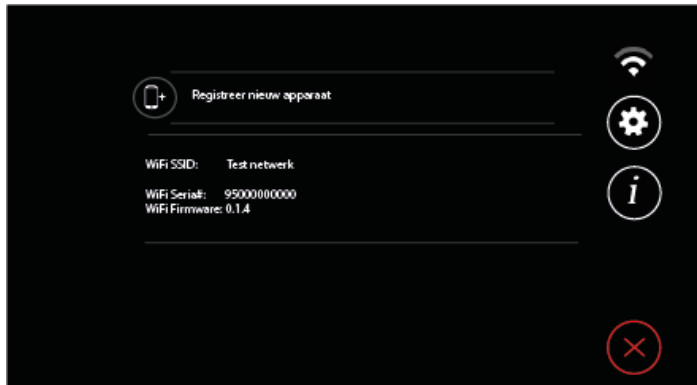 Registreer nieuw apparaat
WiFi SSID: Test netwerk
WiFi Seria#: 95000000000
WiFi Firmware: 0.1.4
i